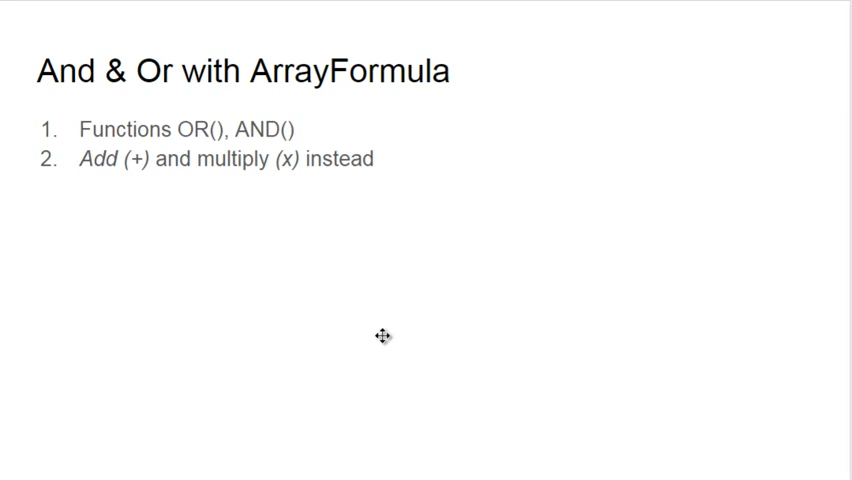 And & Or with ArrayFormula
1. Functions OR(), AND()
2. Add (+) and multiply (x) instead